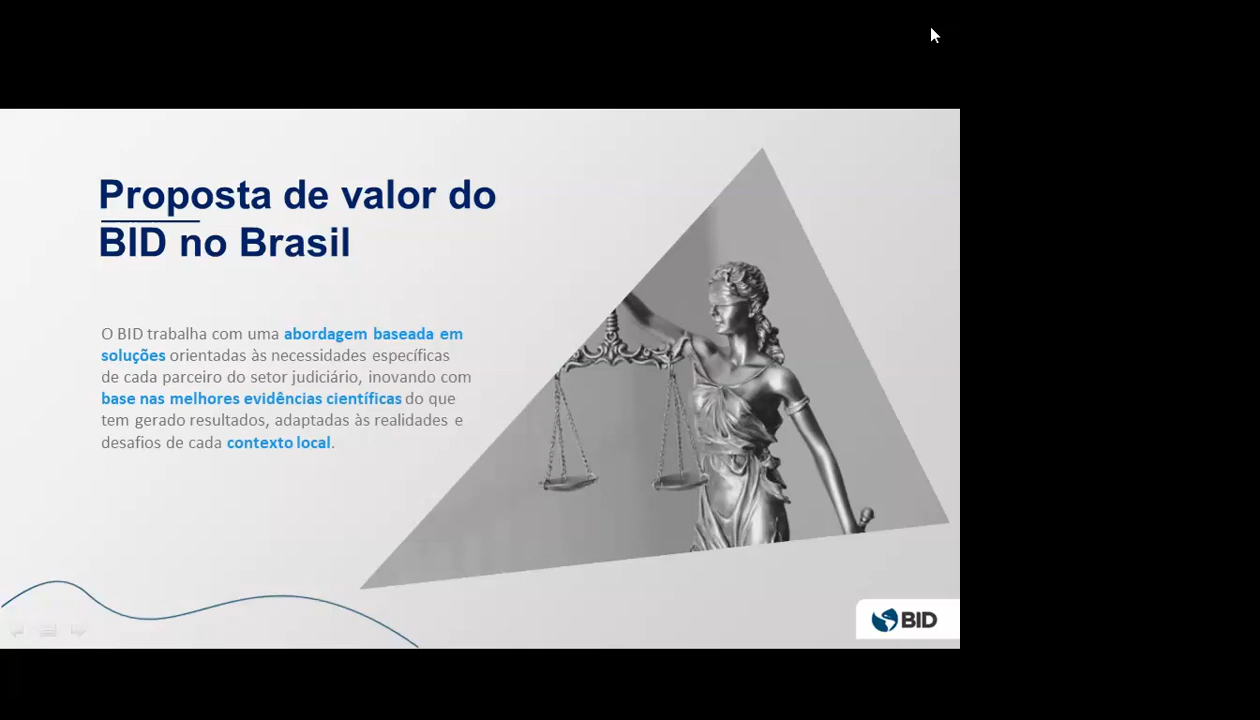 Proposta de valor do
BID no Brasil
O BID trabalha com uma abordagem baseada em
soluções orientadas às necessidades específicas
de cada parceiro do setor judiciário, inovando com
base nas melhores evidências científicas do que
tem gerado resultados, adaptadas às realidades e
desafios de cada contexto local.
BID